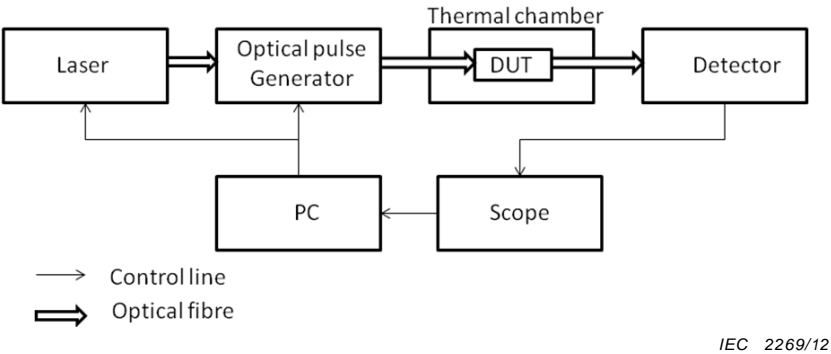 Thermal chamber
Laser
Optical pulse
Generator
DUT
Detector
PC
Scope
Control line
Optical fibre
IEC 2269/12